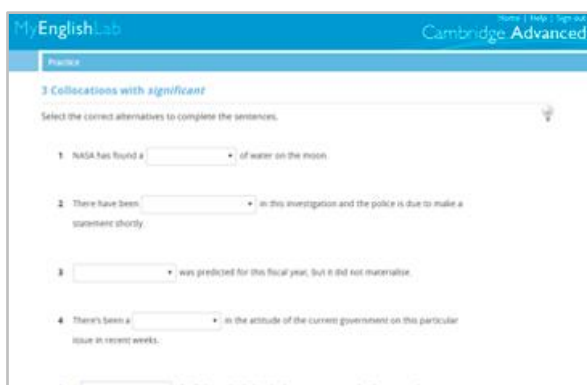 Home | Help | Sign out
MyEnglishLab
Cambridge Advanced
Practice
3 Collocations with significant
Select the correct alternatives to complete the sentences.
1 NASA has found a of water on the moon.
2 There have been in this investigation and the police is due to make a
statement shortly.
3 was predicted for this fiscal year, but it did not materialise.
4 There's been a in the attitude of the current government on this particular
issue in recent weeks.